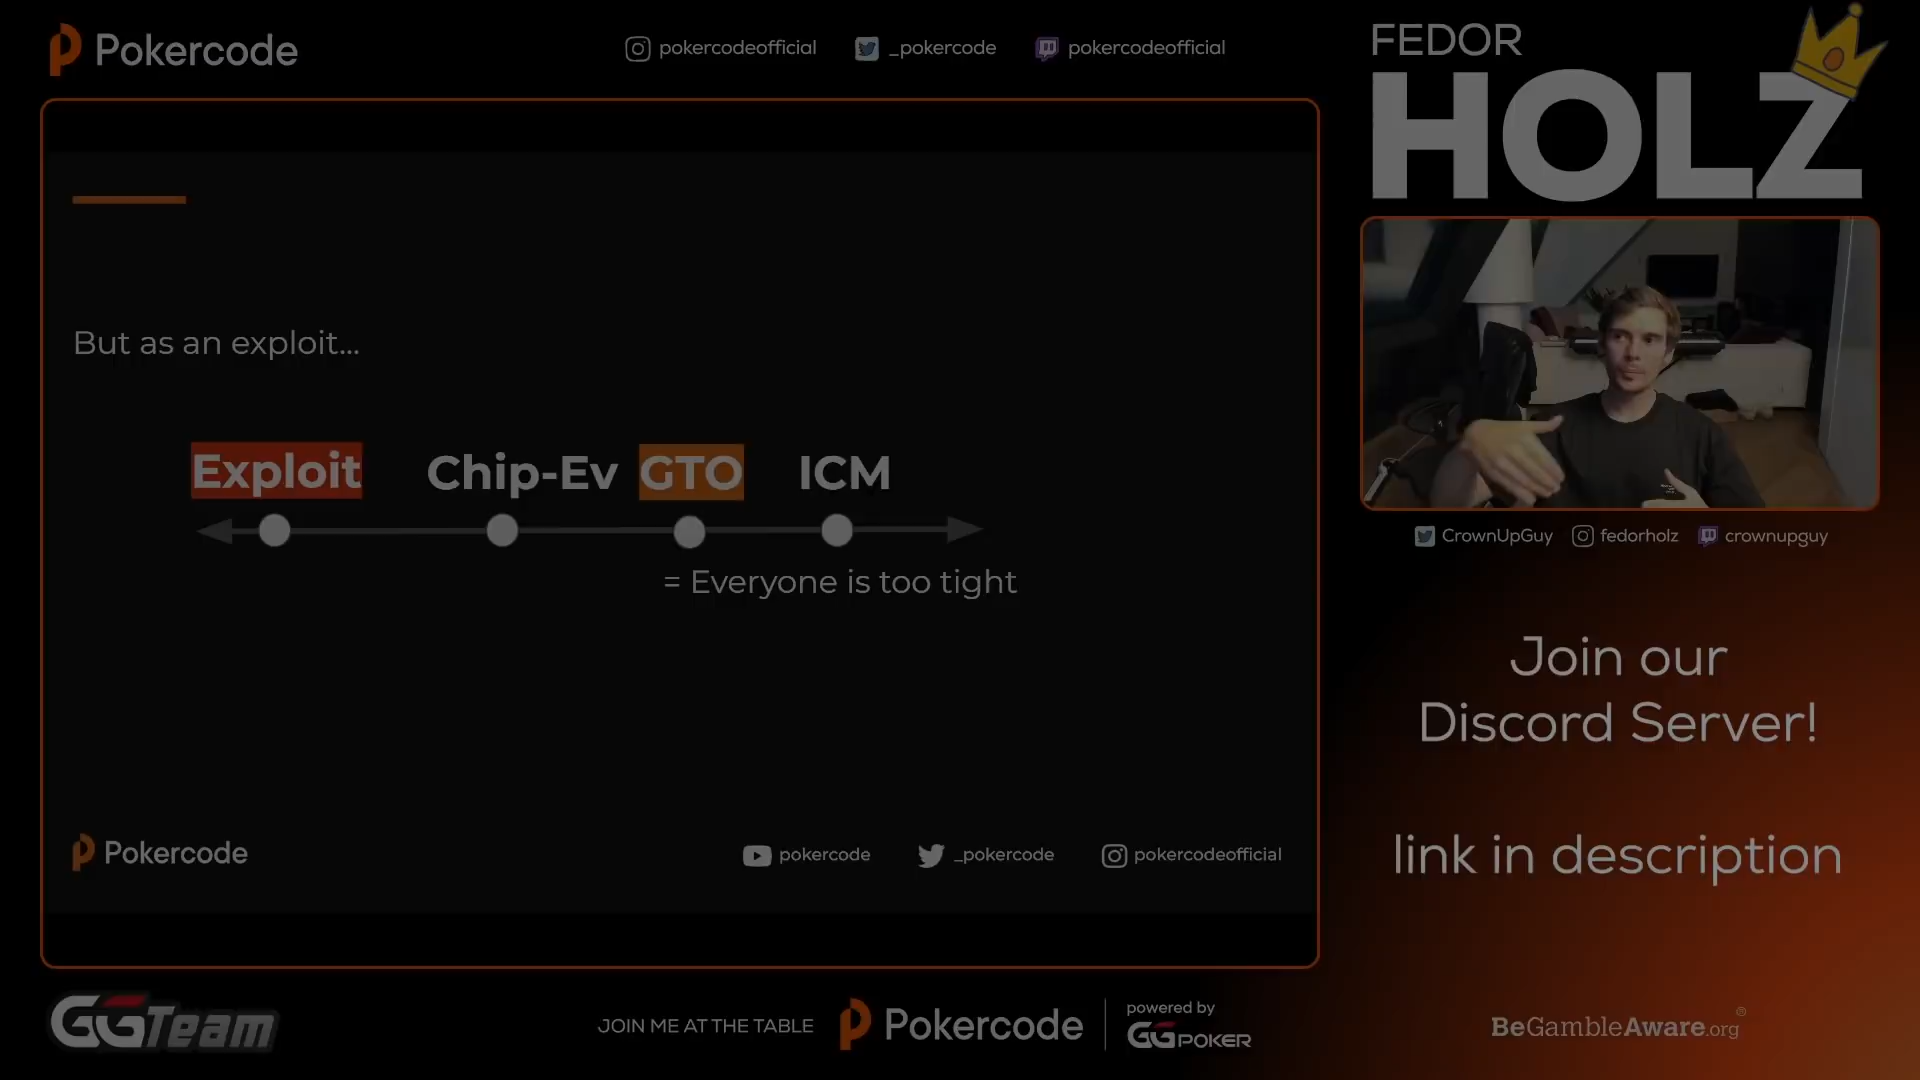 Pokercode
pokercodeofficial
_pokercode
pokercodeofficial
FEDOR
HOLZ
But as an exploit...
Exploit
Chip-Ev
GTO
ICM
= Everyone is too tight
CrownUpGuy
fedorholz
crownupguy
Join our
Discord Server!
link in description
Pokercode
pokercode
_pokercode
pokercodeofficial
GGTeam
JOIN ME AT THE TABLE
Pokercode
powered by
GGPOKER
BeGambleAware.org®